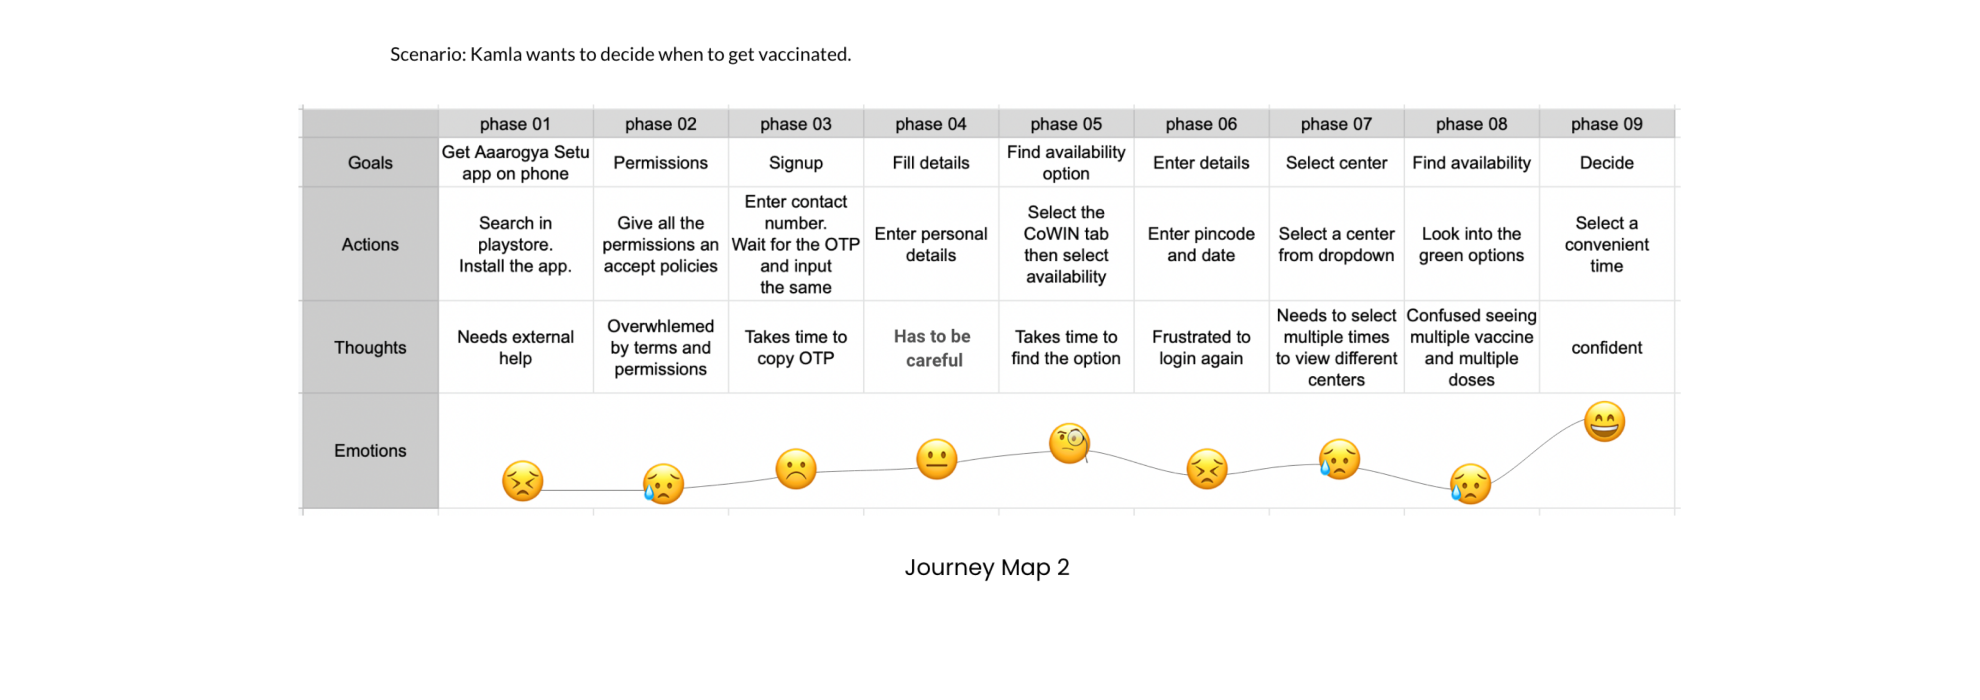 Scenario: Kamla wants to decide when to get vaccinated.
phase 01 phase 02 phase 03 phase 04 phase 05 phase 06 phase 07 phase 08 phase 09
Goals
Get Aaarogya Setu
app on phone
Permissions
Signup
Fill details
Find availability
option
Enter details
Select center
Find availability
Decide
Actions
Search in
playstore.
Install the app.
Give all the
permissions an
accept policies
Enter contact
number.
Wait for the OTP
and input
the same
Enter personal
details
Select the
CoWIN tab
then select
availability
Enter pincode
and date
Select a center
from dropdown
Look into the
green options
Select a
convenient
time
Thoughts
Needs external
help
Overwhlemed
by terms and
permissions
Takes time to
copy OTP
Has to be
careful
Takes time to
find the option
Frustrated to
login again
Needs to select
multiple times
to view different
centers
Confused seeing
multiple vaccine
and multiple
doses
confident
Emotions
Journey Map 2